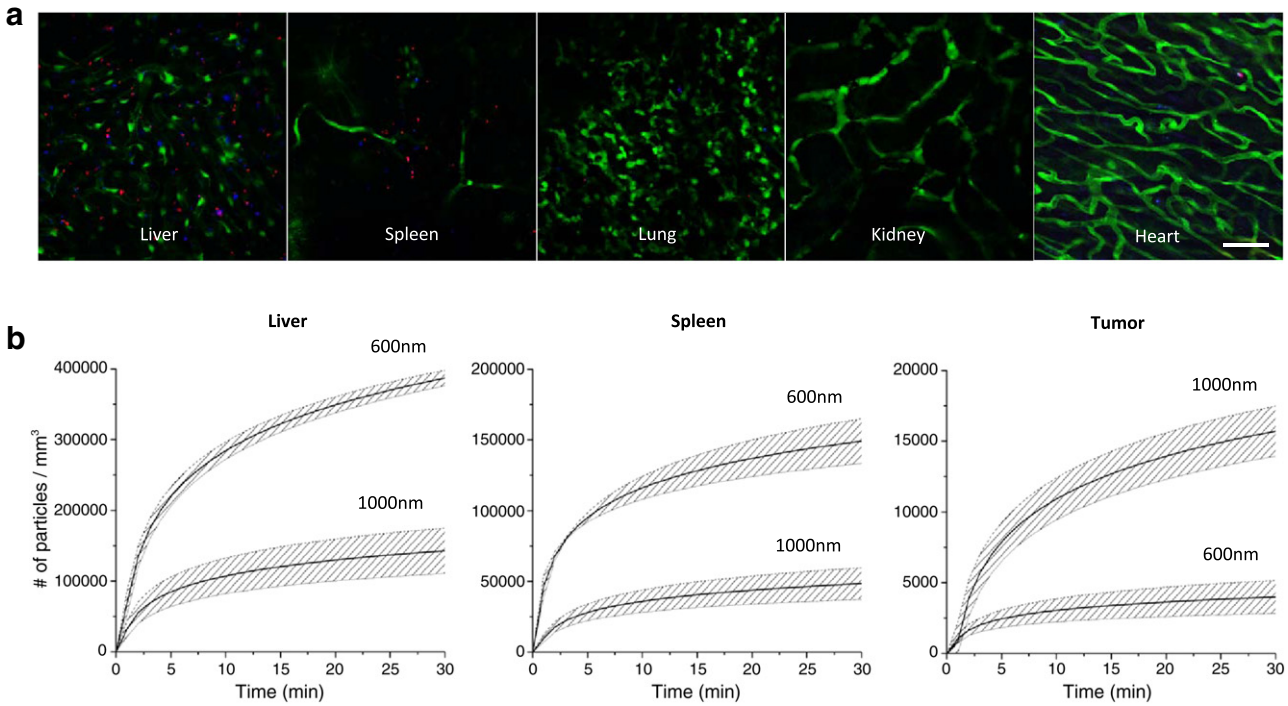 a
Liver
Spleen
Lung
Kidney
Heart
b
Liver
Spleen
Tumor
# of particles / mm³
400000
300000
200000
100000
0
600nm
1000nm
0 5 10 15 20 25 30
Time (min)
200000
150000
100000
50000
0
600nm
1000nm
0 5 10 15 20 25 30
Time (min)
20000
15000
10000
5000
0
1000nm
600nm
0 5 10 15 20 25 30
Time (min)